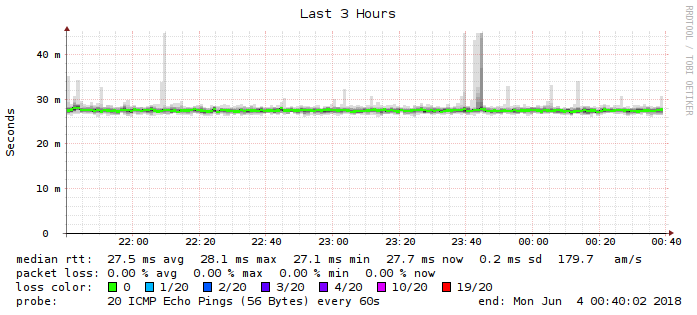 Last 3 Hours
RRDTOOL / TOBI OETIKER
Seconds
40 m
30 m
20 m
10 m
0
22:00 22:20 22:40 23:00 23:20 23:40 00:00 00:20 00:40
median rtt: 27.5 ms avg 28.1 ms max 27.1 ms min 27.7 ms now 0.2 ms sd 179.7 am/s
packet loss: 0.00 % avg 0.00 % max 0.00 % min 0.00 % now
loss color: 0 1/20 2/20 3/20 4/20 10/20 19/20
probe: 20 ICMP Echo Pings (56 Bytes) every 60s end: Mon Jun 4 00:40:02 2018